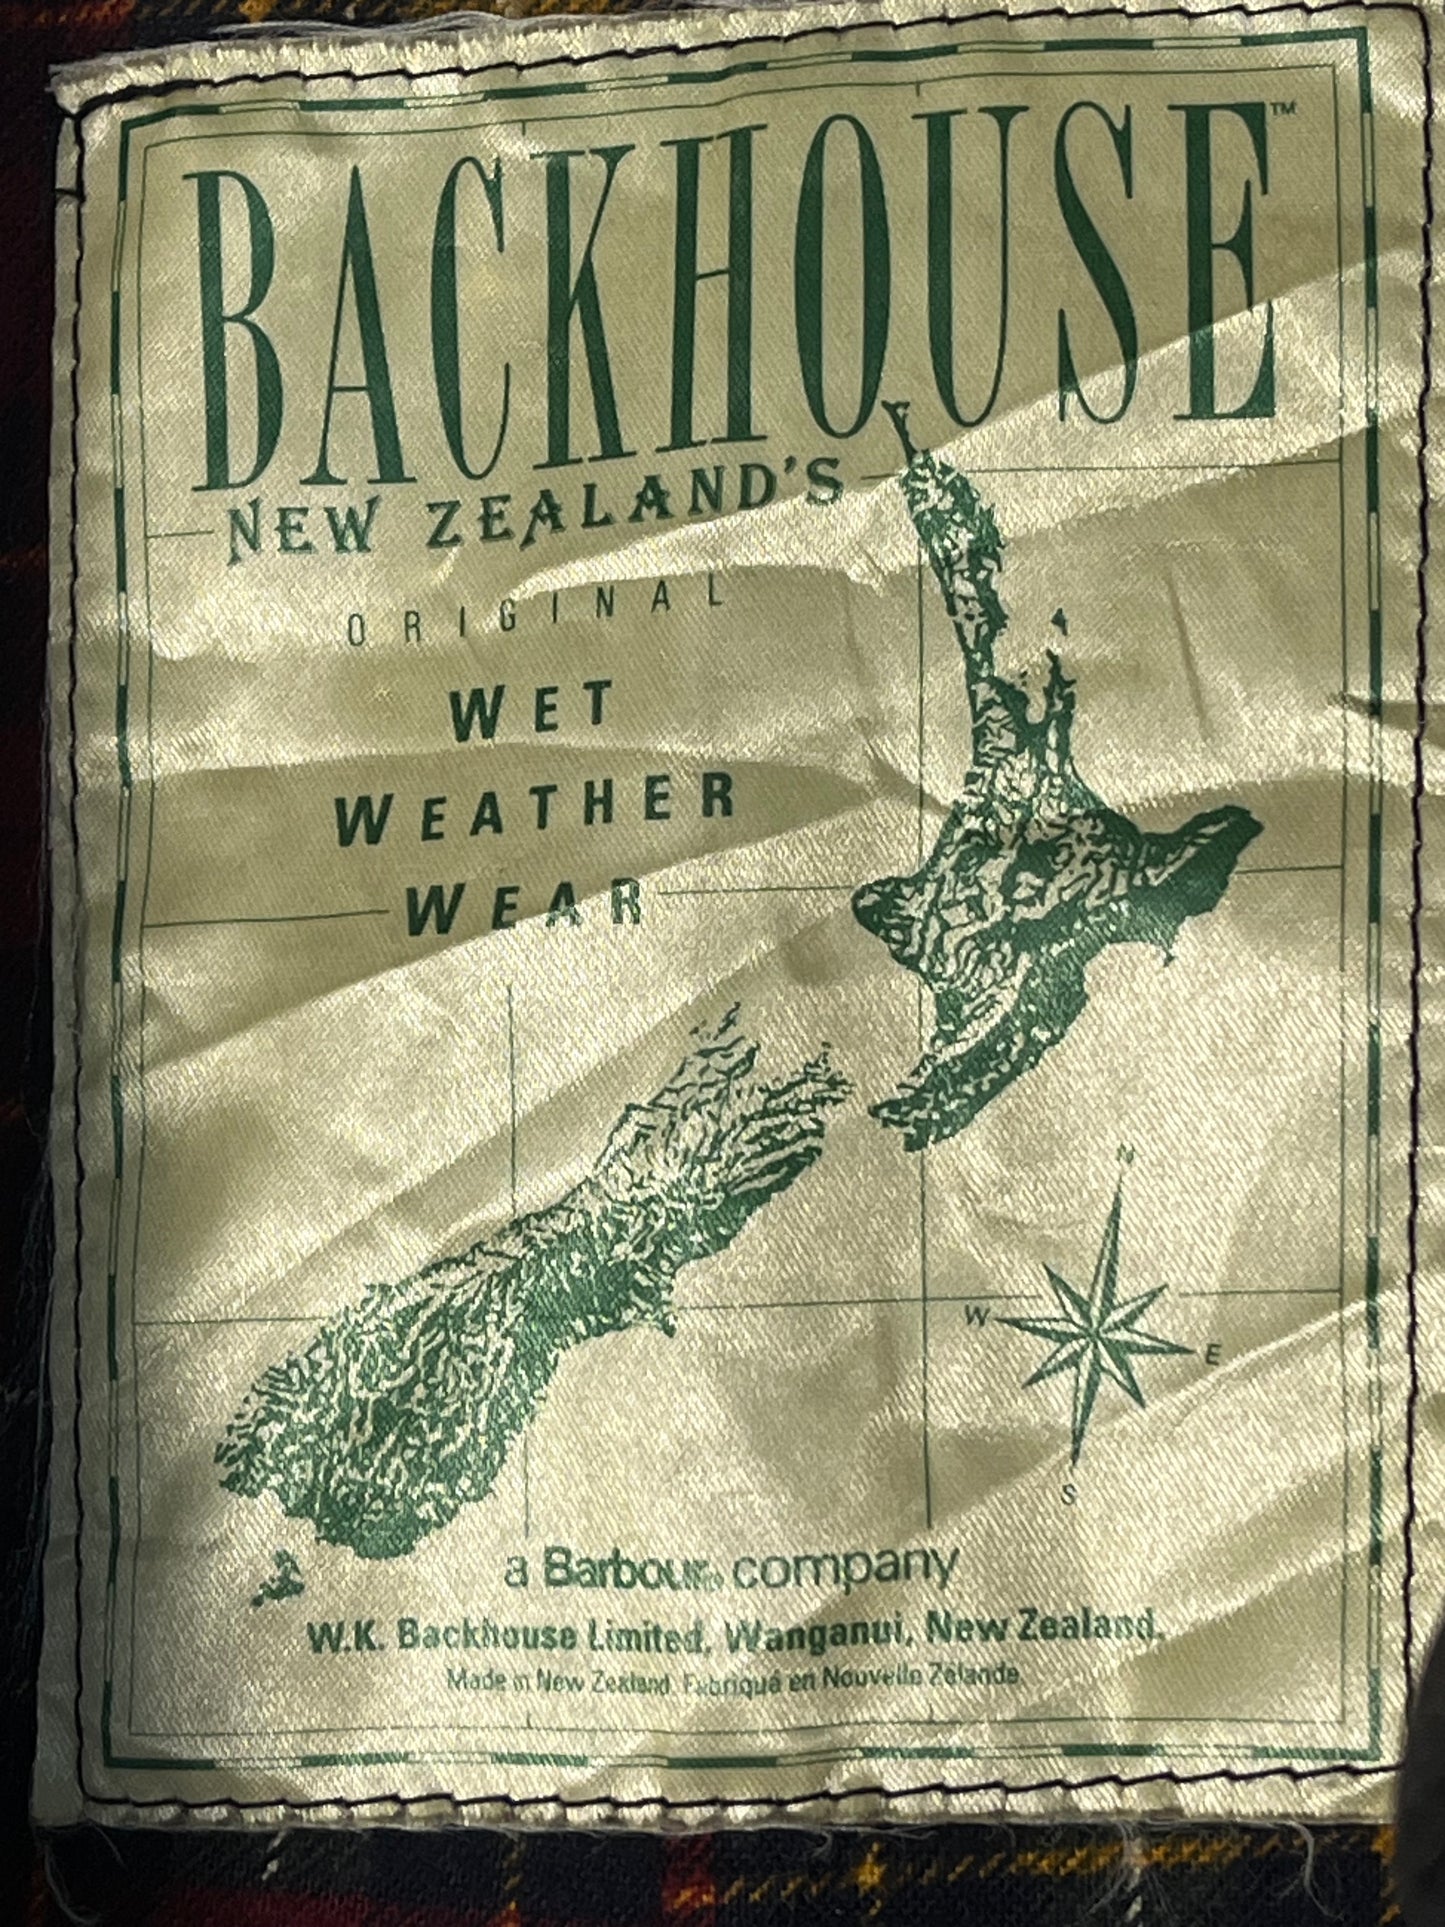 BACKHOUSE™
NEW ZEALAND'S
ORIGINAL
WET
WEATHER
WEAR
N
W
E
S
a Barbour company
W.K. Backhouse Limited, Wanganui, New Zealand.
Made in New Zealand. Fabriqué en Nouvelle Zélande.